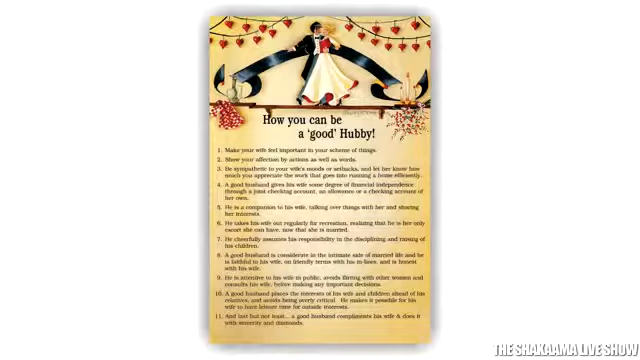 How you can be
a 'good' Hubby!
1. Make your wife feel important in your scheme of things.
2. Show your affection by actions as well as words.
3. Be sympathetic to your wife's moods or setbacks, and let her know how
much you appreciate the work that goes into running a home efficiently.
4. A good husband gives his wife some degree of financial independence
through a joint checking account, an allowance or a checking account of
her own.
5. He is a companion to his wife, talking over things with her and sharing
her interests.
6. He takes his wife out regularly for recreation, realizing that he is her only
escort she can have, now that she is married.
7. He cheerfully assumes his responsibility in the disciplining and raising of
his children.
8. A good husband is considerate in the intimate side of married life and he
is faithful to his wife, on friendly terms with his in-laws, and is honest
with his wife.
9. He is attentive to his wife in public, avoids flirting with other women and
consults his wife, before making any important decisions.
10. A good husband places the interests of his wife and children ahead of his
relatives, and avoids being overly critical. He makes it possible for his
wife to have leisure time for outside interests.
11. And last but not least... a good husband compliments his wife & does it
with sincerity and diamonds.
THE SHAKAAMA LIVE SHOW